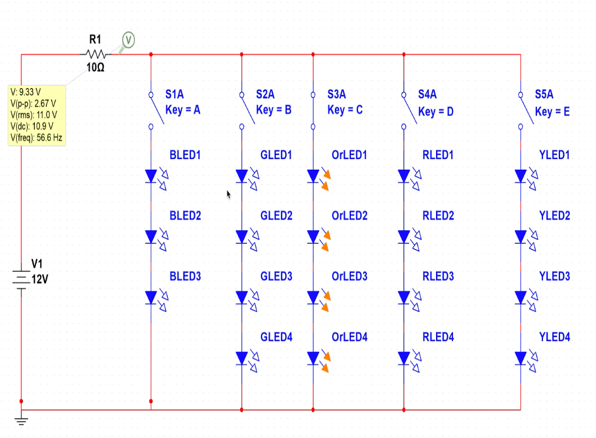 R1
V
10Ω
V: 9.33 V
V(p-p): 2.67 V
V(rms): 11.0 V
V(dc): 10.9 V
V(freq): 56.6 Hz
S1A
Key = A
S2A
Key = B
S3A
Key = C
S4A
Key = D
S5A
Key = E
BLED1
GLED1
OrLED1
RLED1
YLED1
BLED2
GLED2
OrLED2
RLED2
YLED2
V1
12V
BLED3
GLED3
OrLED3
RLED3
YLED3
GLED4
OrLED4
RLED4
YLED4